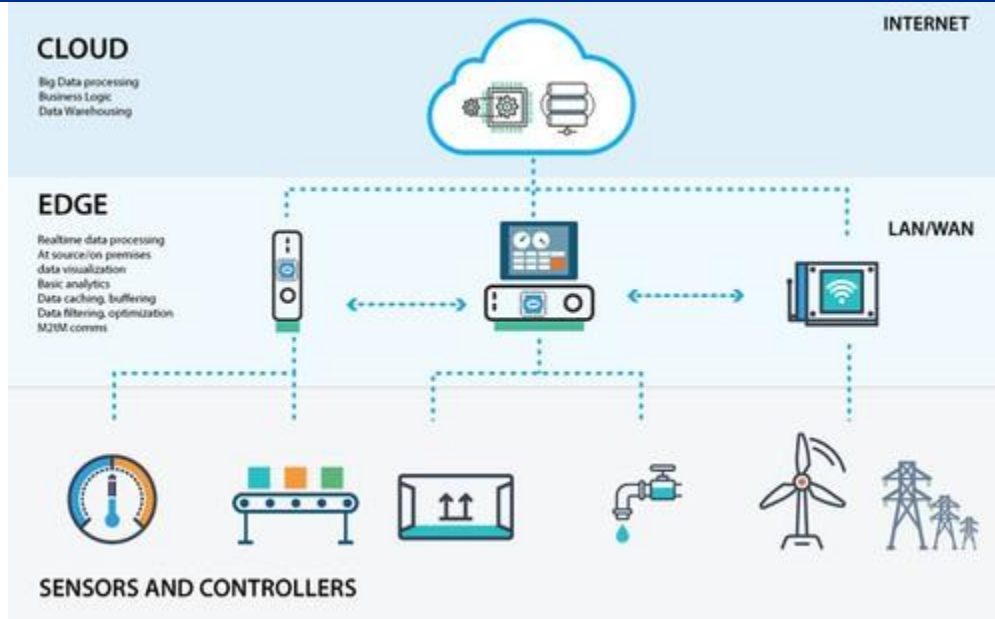 INTERNET
CLOUD
Big Data processing
Business Logic
Data Warehousing
EDGE
Realtime data processing
At source/on premises
data visualization
Basic analytics
Data caching, buffering
Data filtering, optimization
M2M comms
LAN/WAN
SENSORS AND CONTROLLERS